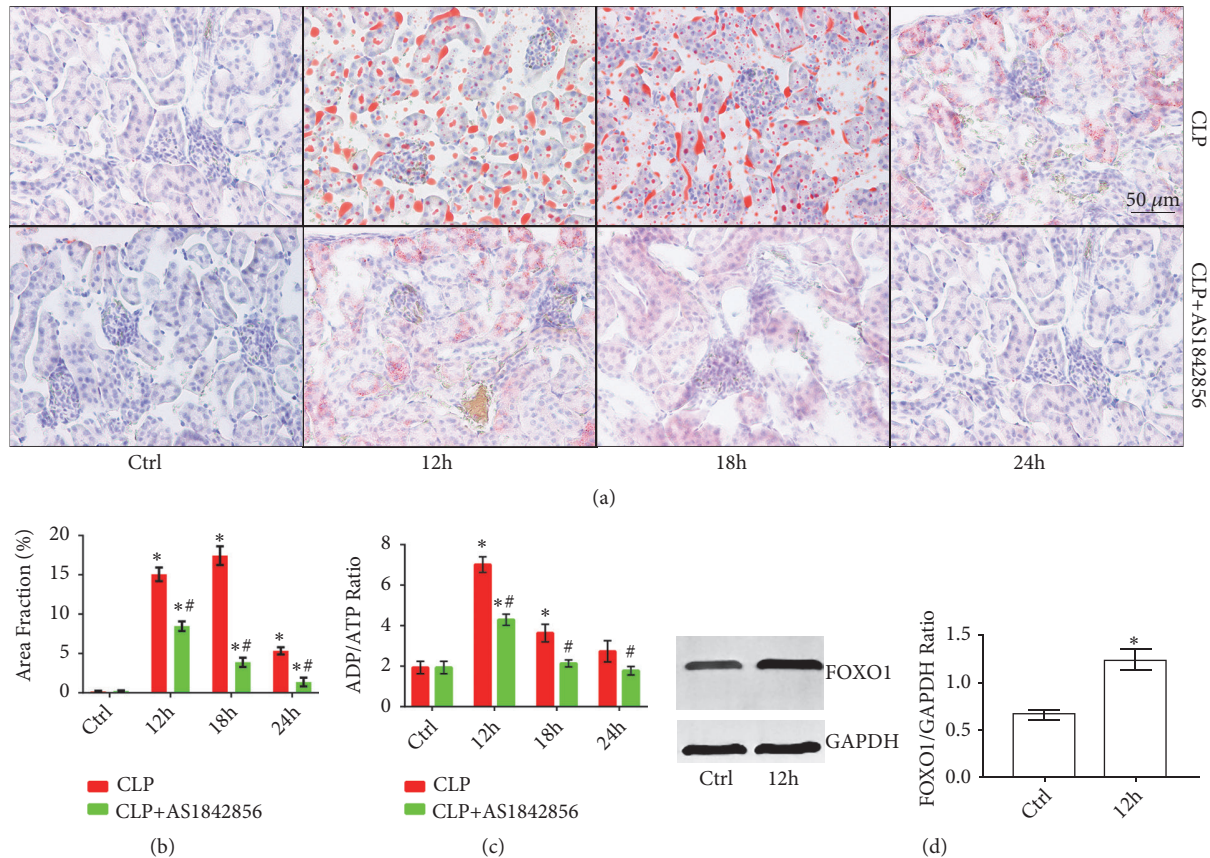 CLP
50 µm
CLP+AS1842856
Ctrl 12h 18h 24h
(a)
Area Fraction (%)
20
15
10
5
0
* *# * *# * *#
Ctrl 12h 18h 24h
CLP
CLP+AS1842856
(b)
ADP/ATP Ratio
8
6
4
2
0
* *# * # #
Ctrl 12h 18h 24h
CLP
CLP+AS1842856
(c)
FOXO1
GAPDH
Ctrl 12h
FOXO1/GAPDH Ratio
1.5
1.0
0.5
0.0
*
Ctrl 12h
(d)